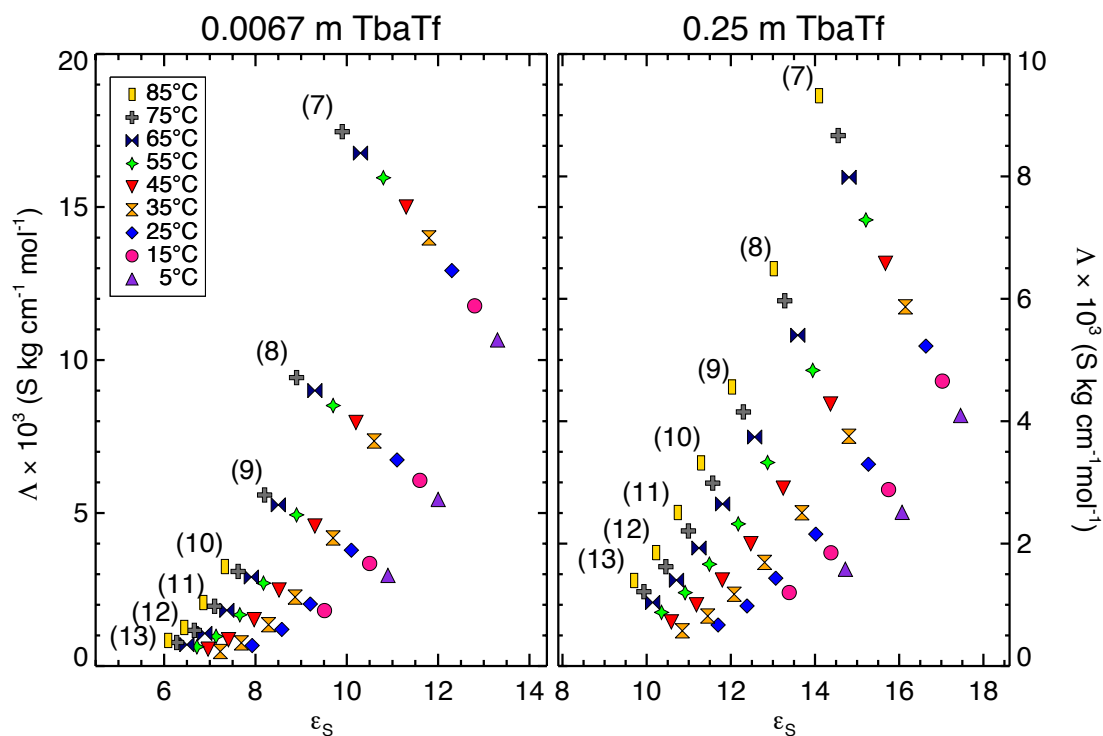 0.0067 m TbaTf
0.25 m TbaTf
20
15
10
5
0
Λ × 10³ (S kg cm⁻¹ mol⁻¹)
85°C
75°C
65°C
55°C
45°C
35°C
25°C
15°C
5°C
(7)
(8)
(9)
(10)
(11)
(12)
(13)
6 8 10 12 14
εS
(7)
(8)
(9)
(10)
(11)
(12)
(13)
8 10 12 14 16 18
εS
10
8
6
4
2
0
Λ × 10³ (S kg cm⁻¹mol⁻¹)